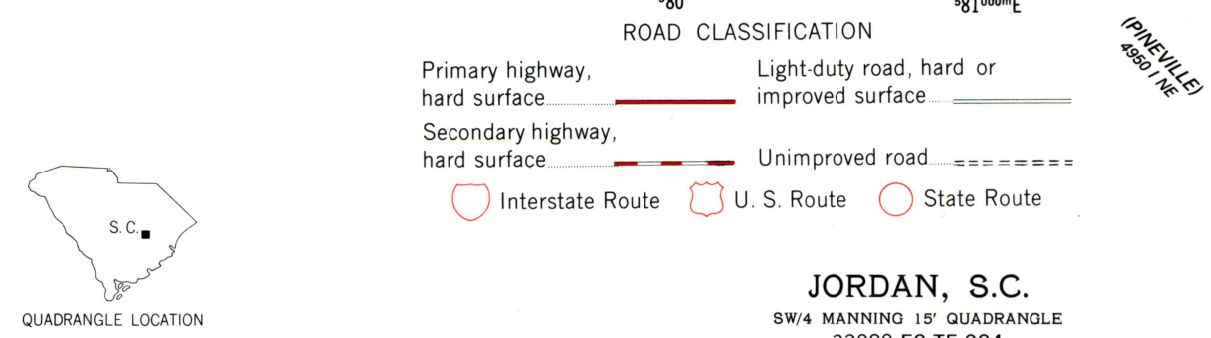 581000mE
ROAD CLASSIFICATION
(PINEVILLE)
4950 I NE
Primary highway,
hard surface
Light-duty road, hard or
improved surface
Secondary highway,
hard surface
Unimproved road
Interstate Route
U. S. Route
State Route
S. C.
QUADRANGLE LOCATION
JORDAN, S.C.
SW/4 MANNING 15' QUADRANGLE